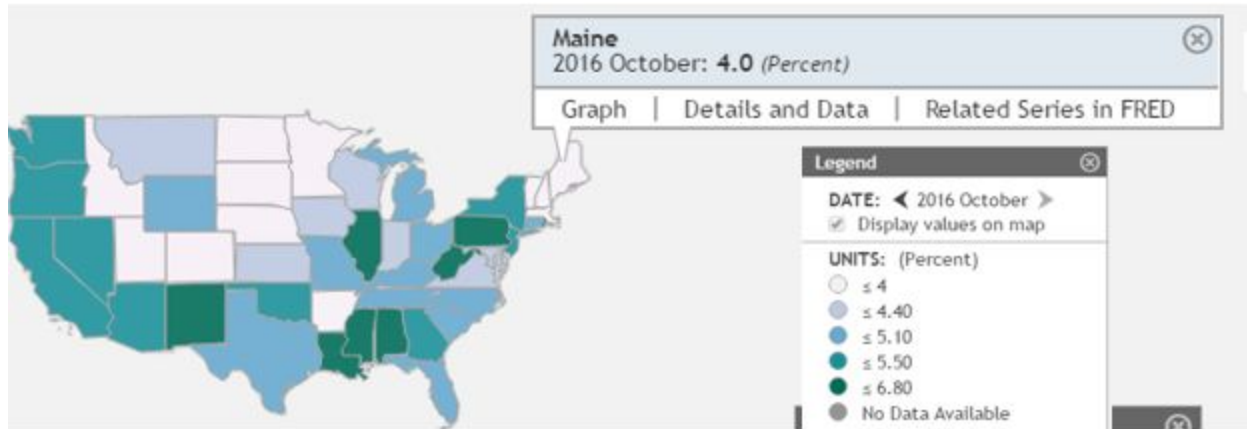 Maine
2016 October: 4.0 (Percent)
Graph | Details and Data | Related Series in FRED
Legend
DATE: 2016 October
Display values on map
UNITS: (Percent)
≤ 4
≤ 4.40
≤ 5.10
≤ 5.50
≤ 6.80
No Data Available